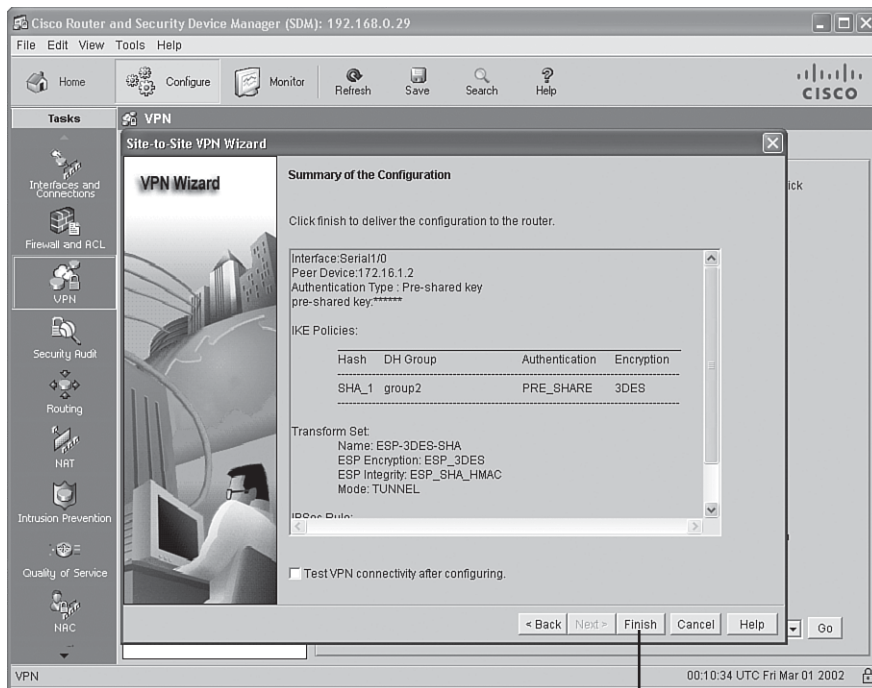 Cisco Router and Security Device Manager (SDM): 192.168.0.29
File Edit View Tools Help
Home Configure Monitor Refresh Save Search Help
CISCO
Tasks
VPN
Interfaces and
Connections
Firewall and ACL
VPN
Security Audit
Routing
NAT
Intrusion Prevention
Quality of Service
NAC
Site-to-Site VPN Wizard
VPN Wizard
Summary of the Configuration
Click finish to deliver the configuration to the router.
Interface:Serial1/0
Peer Device:172.16.1.2
Authentication Type : Pre-shared key
pre-shared key:******
IKE Policies:
Hash DH Group Authentication Encryption
SHA_1 group2 PRE_SHARE 3DES
Transform Set:
Name: ESP-3DES-SHA
ESP Encryption: ESP_3DES
ESP Integrity: ESP_SHA_HMAC
Mode: TUNNEL
IPSec Rule:
Test VPN connectivity after configuring.
< Back Next > Finish Cancel Help
ick
Go
VPN
00:10:34 UTC Fri Mar 01 2002